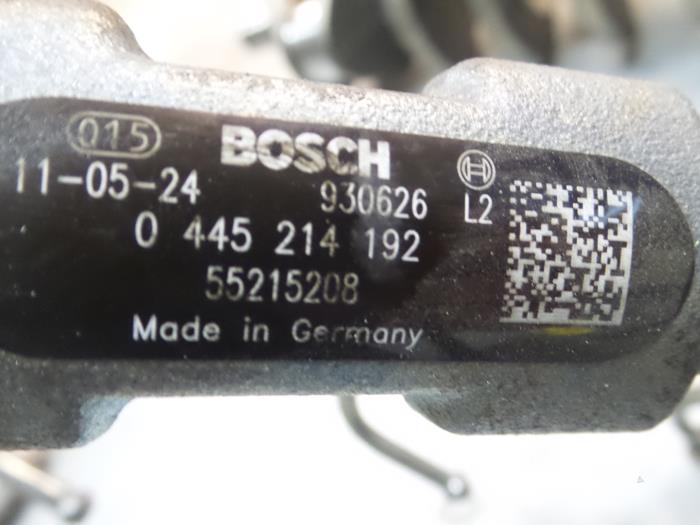 015 BOSCH
11-05-24 930626 L2
0 445 214 192
55215208
Made in Germany